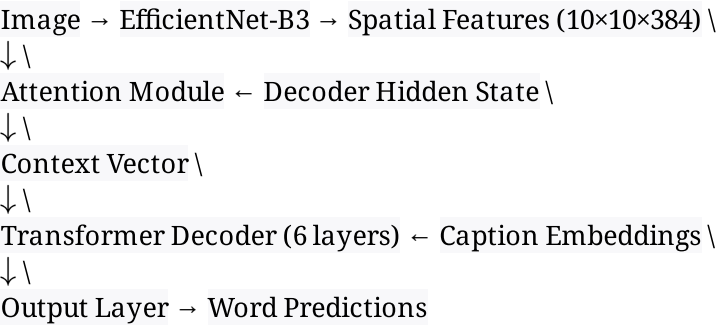 Image → EfficientNet-B3 → Spatial Features (10×10×384) \
↓ \
Attention Module ← Decoder Hidden State \
↓ \
Context Vector \
↓ \
Transformer Decoder (6 layers) ← Caption Embeddings \
↓ \
Output Layer → Word Predictions